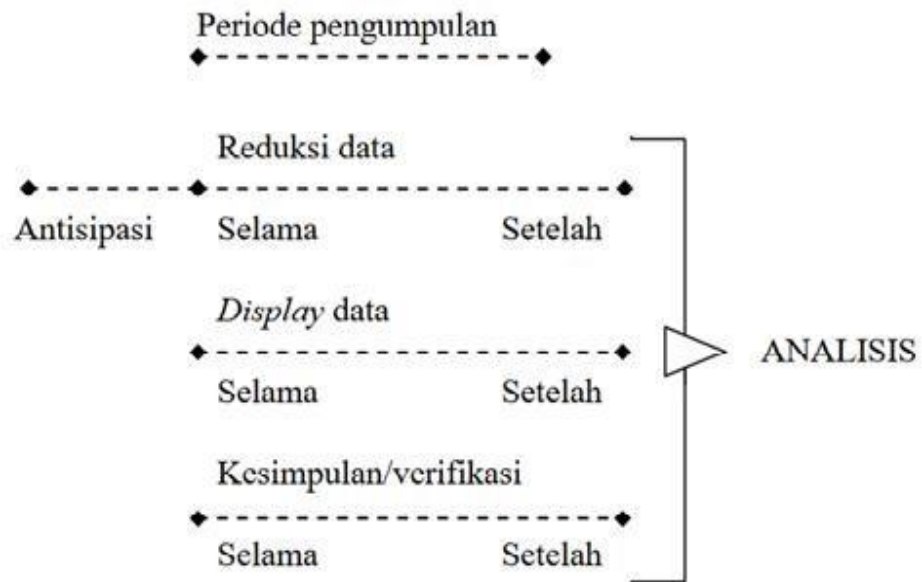 Periode pengumpulan
Reduksi data
Antisipasi Selama Setelah
Display data
ANALISIS
Selama Setelah
Kesimpulan/verifikasi
Selama Setelah